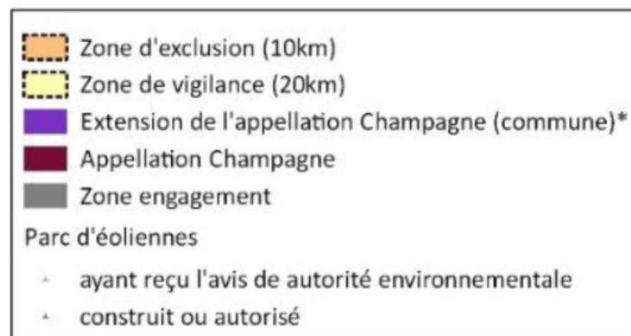 Zone d'exclusion (10km)
Zone de vigilance (20km)
Extension de l'appellation Champagne (commune)*
Appellation Champagne
Zone engagement
Parc d'éoliennes
ayant reçu l'avis de autorité environnementale
construit ou autorisé